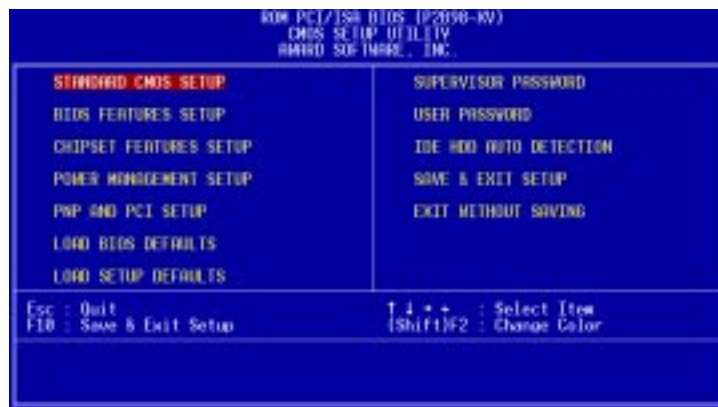 ROM PCI/ISA BIOS (P2B98-XV)
CMOS SETUP UTILITY
AWARD SOFTWARE, INC.
STANDARD CMOS SETUP
BIOS FEATURES SETUP
CHIPSET FEATURES SETUP
POWER MANAGEMENT SETUP
PNP AND PCI SETUP
LOAD BIOS DEFAULTS
LOAD SETUP DEFAULTS
SUPERVISOR PASSWORD
USER PASSWORD
IDE HDD AUTO DETECTION
SAVE & EXIT SETUP
EXIT WITHOUT SAVING
Esc : Quit
F10 : Save & Exit Setup
↑ ↓ → ← : Select Item
(Shift)F2 : Change Color